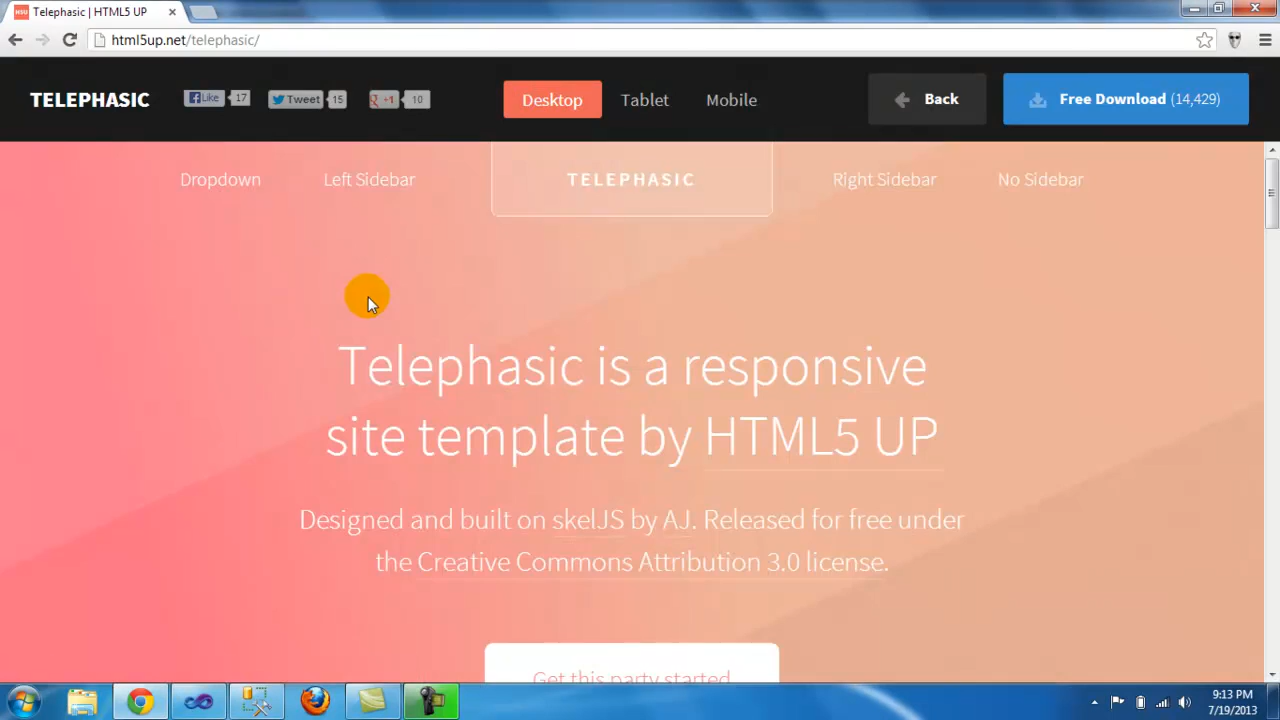 Telephasic | HTML5 UP
html5up.net/telephasic/
TELEPHASIC
Like 17
Tweet 15
+1 10
Desktop
Tablet
Mobile
Back
Free Download (14,429)
Dropdown
Left Sidebar
TELEPHASIC
Right Sidebar
No Sidebar
Telephasic is a responsive
site template by HTML5 UP
Designed and built on skelJS by AJ. Released for free under
the Creative Commons Attribution 3.0 license.
Get this party started
9:13 PM
7/19/2013